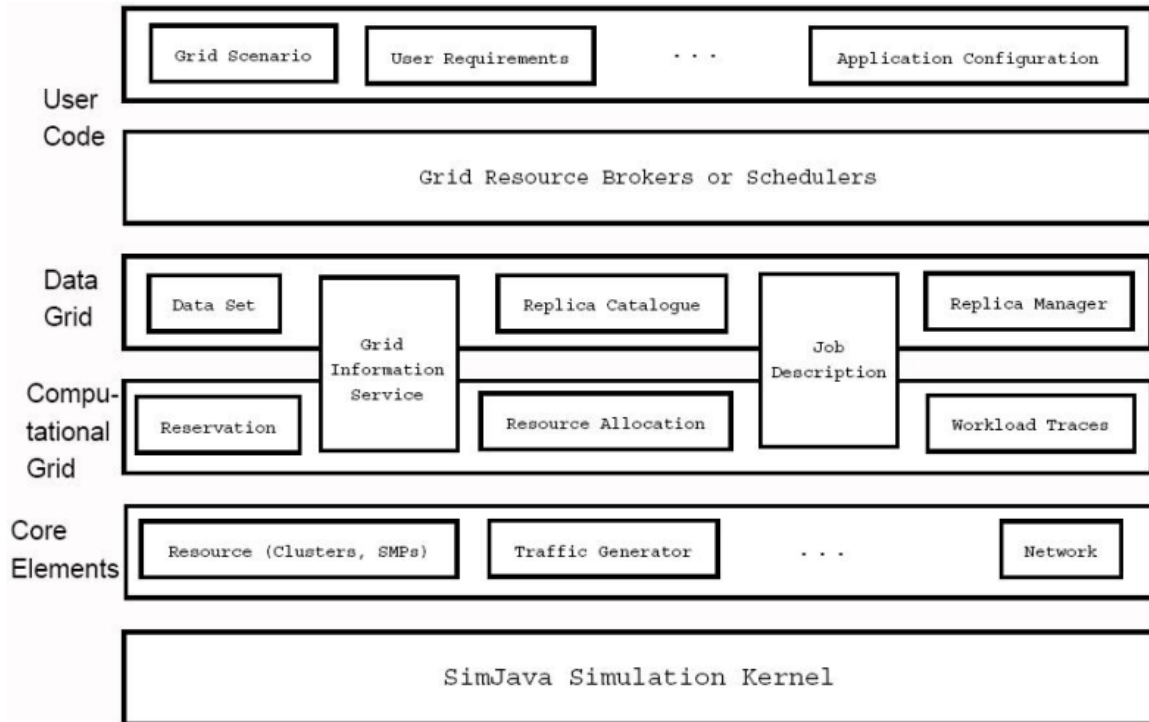 Grid Scenario
User Requirements
. . .
Application Configuration
User
Code
Grid Resource Brokers or Schedulers
Data
Grid
Data Set
Grid
Information
Service
Replica Catalogue
Job
Description
Replica Manager
Compu-
tational
Grid
Reservation
Resource Allocation
Workload Traces
Core
Elements
Resource (Clusters, SMPs)
Traffic Generator
. . .
Network
SimJava Simulation Kernel